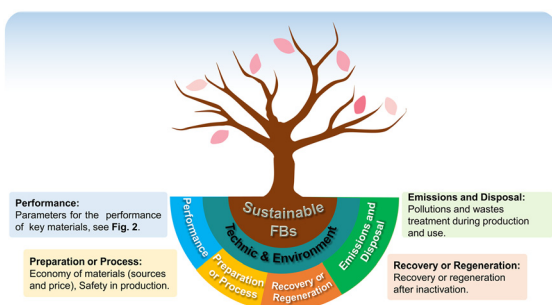 Performance:
Parameters for the performance
of key materials, see Fig. 2.
Preparation or Process:
Economy of materials (sources
and price), Safety in production.
Sustainable
FBs
Technic & Environment
Performance
Preparation
or Process
Recovery or
Regeneration
Emissions and
Disposal
Emissions and Disposal:
Pollutions and wastes
treatment during production
and use.
Recovery or Regeneration:
Recovery or regeneration
after inactivation.